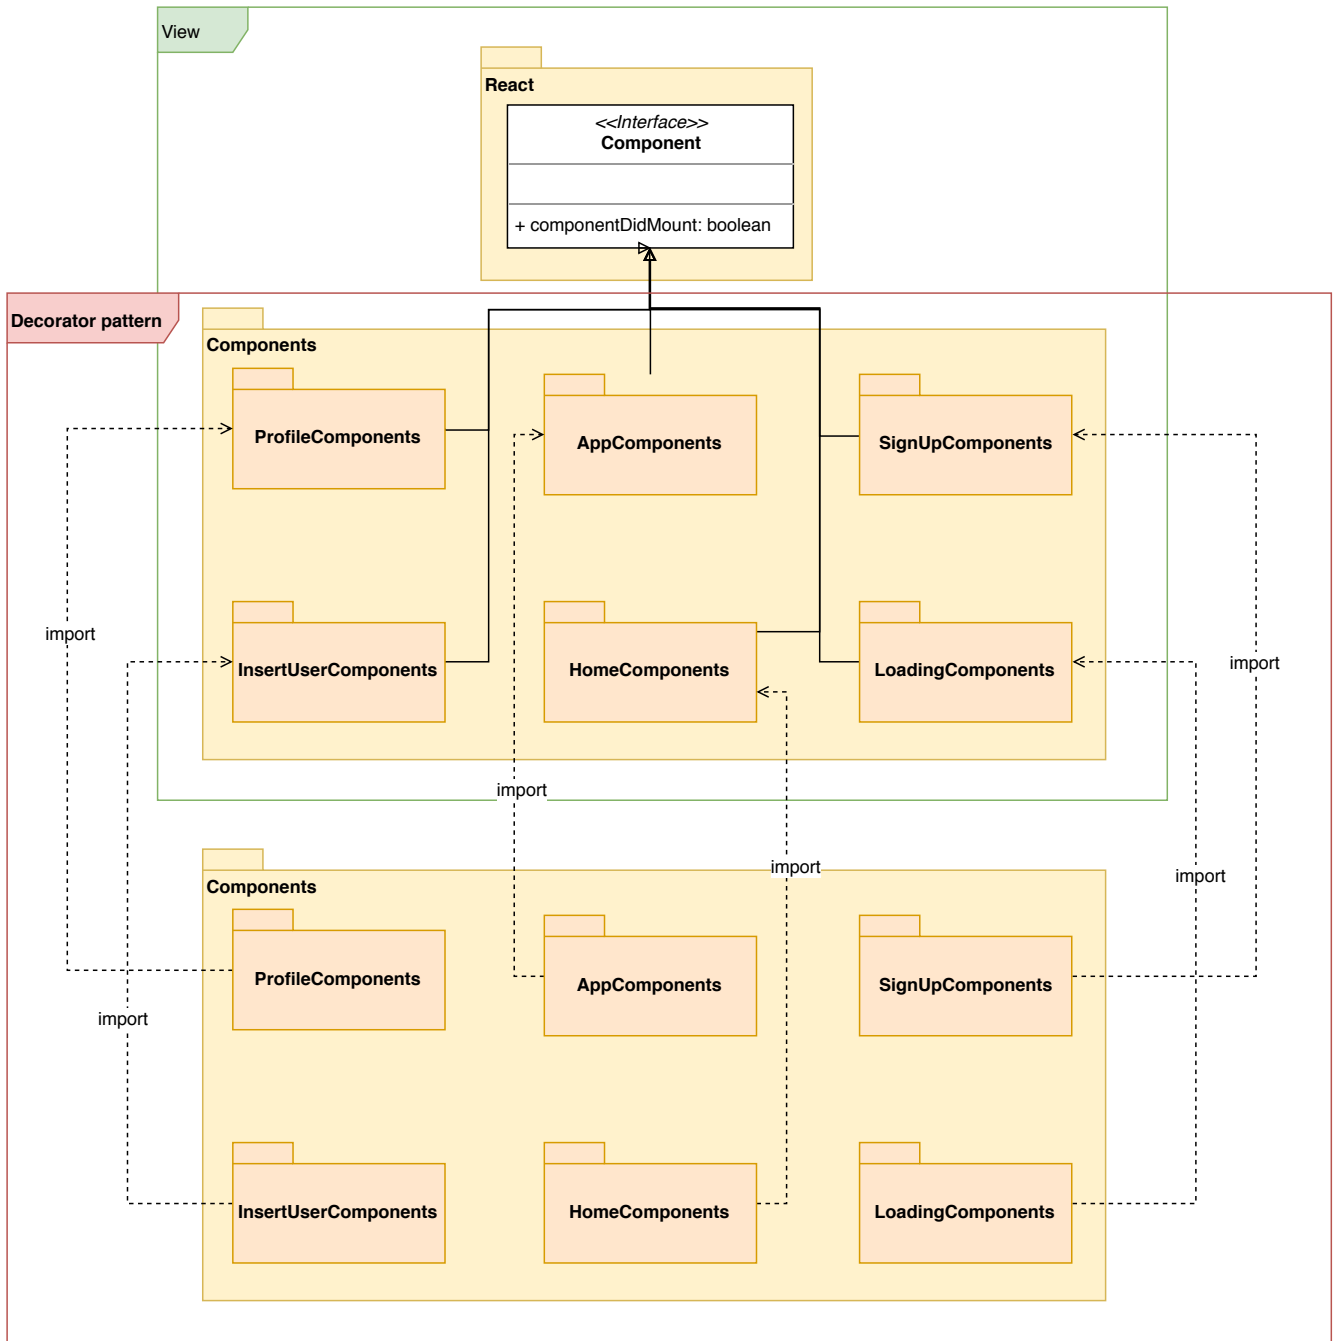 View
React
<<Interface>>
Component
+ componentDidMount: boolean
Decorator pattern
Components
ProfileComponents
AppComponents
SignUpComponents
import
InsertUserComponents
HomeComponents
LoadingComponents
import
import
import
import
Components
ProfileComponents
AppComponents
SignUpComponents
import
InsertUserComponents
HomeComponents
LoadingComponents